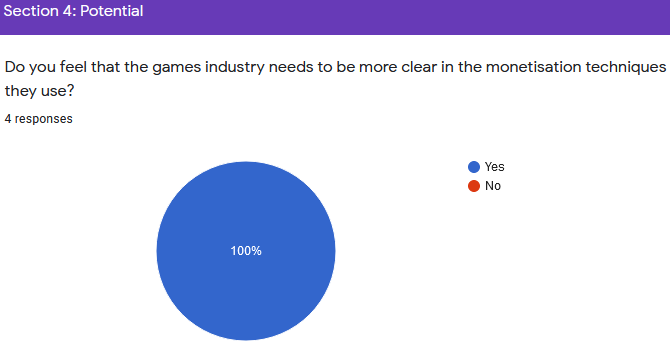 Section 4: Potential
Do you feel that the games industry needs to be more clear in the monetisation techniques
they use?
4 responses
Yes
No
100%